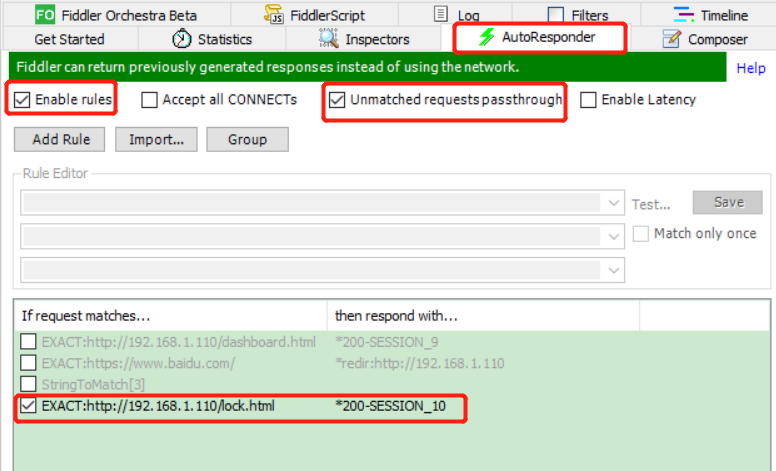 FO Fiddler Orchestra Beta JS FiddlerScript Log Filters Timeline
Get Started Statistics Inspectors AutoResponder Composer
Fiddler can return previously generated responses instead of using the network. Help
Enable rules Accept all CONNECTs Unmatched requests passthrough Enable Latency
Add Rule Import... Group
Rule Editor
Test... Save
Match only once
If request matches... then respond with...
EXACT:http://192.168.1.110/dashboard.html *200-SESSION_9
EXACT:https://www.baidu.com/ *redir:http://192.168.1.110
StringToMatch[3]
EXACT:http://192.168.1.110/lock.html *200-SESSION_10